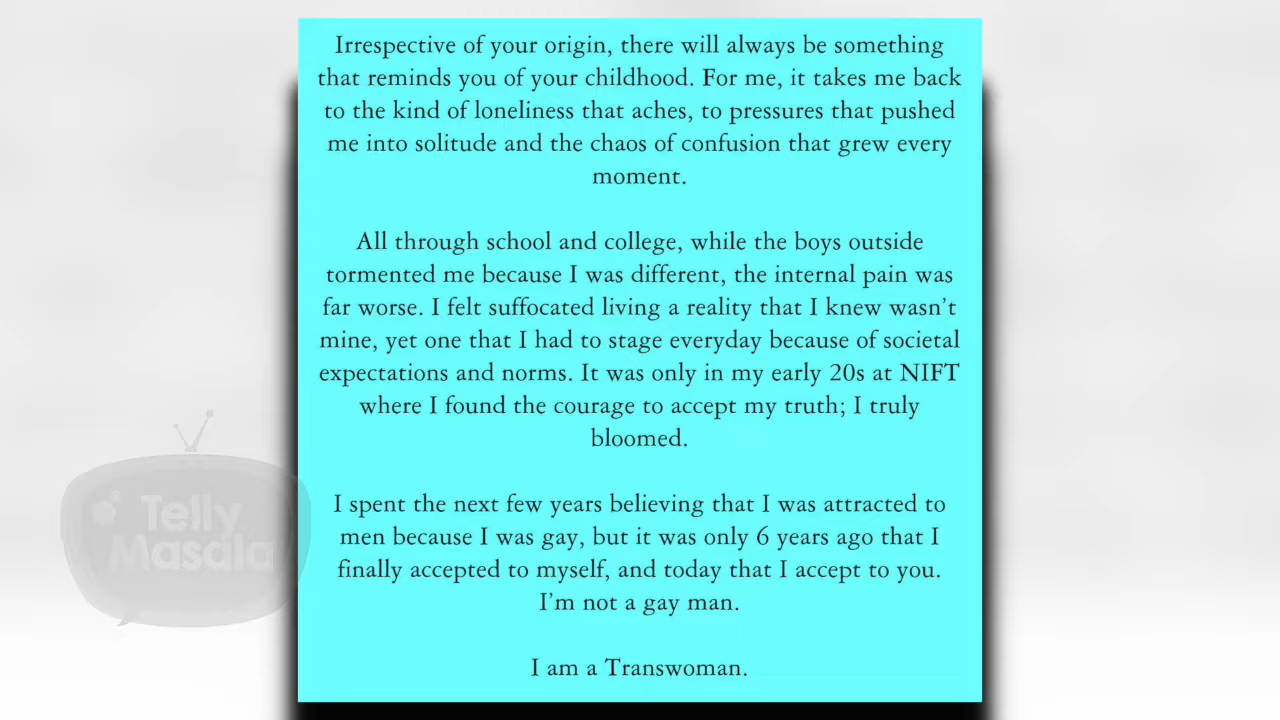 Irrespective of your origin, there will always be something
that reminds you of your childhood. For me, it takes me back
to the kind of loneliness that aches, to pressures that pushed
me into solitude and the chaos of confusion that grew every
moment.
All through school and college, while the boys outside
tormented me because I was different, the internal pain was
far worse. I felt suffocated living a reality that I knew wasn't
mine, yet one that I had to stage everyday because of societal
expectations and norms. It was only in my early 20s at NIFT
where I found the courage to accept my truth; I truly
bloomed.
I spent the next few years believing that I was attracted to
men because I was gay, but it was only 6 years ago that I
finally accepted to myself, and today that I accept to you.
I'm not a gay man.
I am a Transwoman.
Telly
Masala